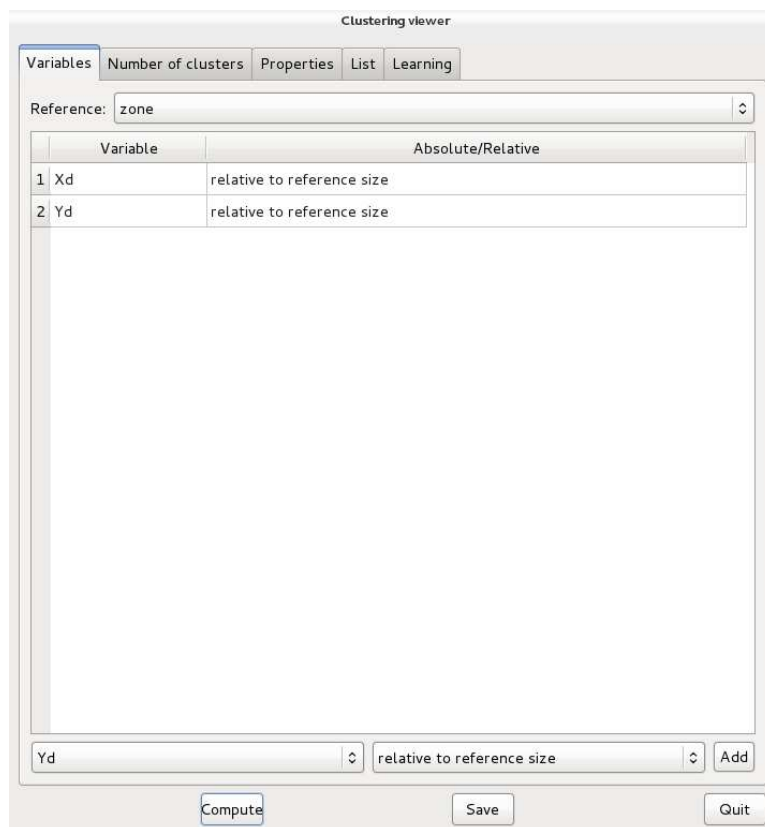 Clustering viewer
Variables Number of clusters Properties List Learning
Reference: zone
Variable Absolute/Relative
1 Xd relative to reference size
2 Yd relative to reference size
Yd relative to reference size Add
Compute Save Quit